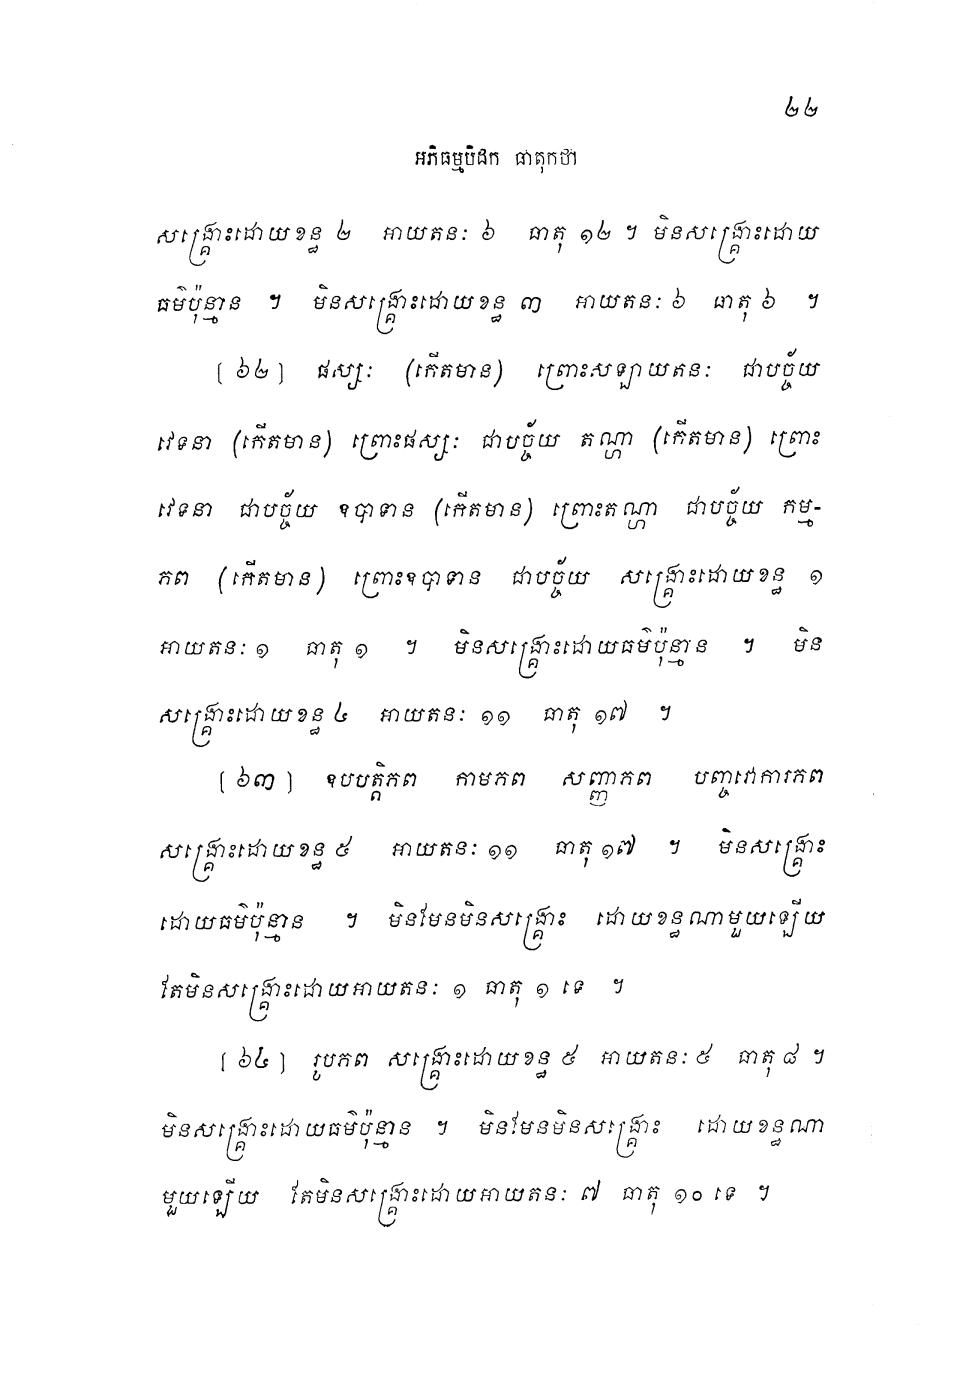 ២២
អភិធម្មបិដក ធាតុកថា
សង្គ្រោះដោយខន្ធ ២ អាយតនៈ ៦ ធាតុ ១២ ។ មិនសង្គ្រោះដោយ
ធម៌ប៉ុន្មាន ។ មិនសង្គ្រោះដោយខន្ធ ៣ អាយតនៈ ៦ ធាតុ ៦ ។
[ ៦២ ] ផស្សៈ (កើតមាន) ព្រោះសឡាយតនៈ ជាបច្ច័យ
វេទនា (កើតមាន) ព្រោះផស្សៈ ជាបច្ច័យ តណ្ហា (កើតមាន) ព្រោះ
វេទនា ជាបច្ច័យ ឧបាទាន (កើតមាន) ព្រោះតណ្ហា ជាបច្ច័យ កម្ម-
ភព (កើតមាន) ព្រោះឧបាទាន ជាបច្ច័យ សង្គ្រោះដោយខន្ធ ១
អាយតនៈ ១ ធាតុ ១ ។ មិនសង្គ្រោះដោយធម៌ប៉ុន្មាន ។ មិន
សង្គ្រោះដោយខន្ធ ៤ អាយតនៈ ១១ ធាតុ ១៧ ។
[ ៦៣ ] ឧបបត្តិភព កាមភព សញ្ញាភព បញ្ចវោការភព
សង្គ្រោះដោយខន្ធ ៥ អាយតនៈ ១១ ធាតុ ១៧ ។ មិនសង្គ្រោះ
ដោយធម៌ប៉ុន្មាន ។ មិនមែនមិនសង្គ្រោះ ដោយខន្ធណាមួយឡើយ
តែមិនសង្គ្រោះដោយអាយតនៈ ១ ធាតុ ១ ទេ ។
[ ៦៤ ] រូបភព សង្គ្រោះដោយខន្ធ ៥ អាយតនៈ ៥ ធាតុ ៨ ។
មិនសង្គ្រោះដោយធម៌ប៉ុន្មាន ។ មិនមែនមិនសង្គ្រោះ ដោយខន្ធណា
មួយឡើយ តែមិនសង្គ្រោះដោយអាយតនៈ ៧ ធាតុ ១០ ទេ ។